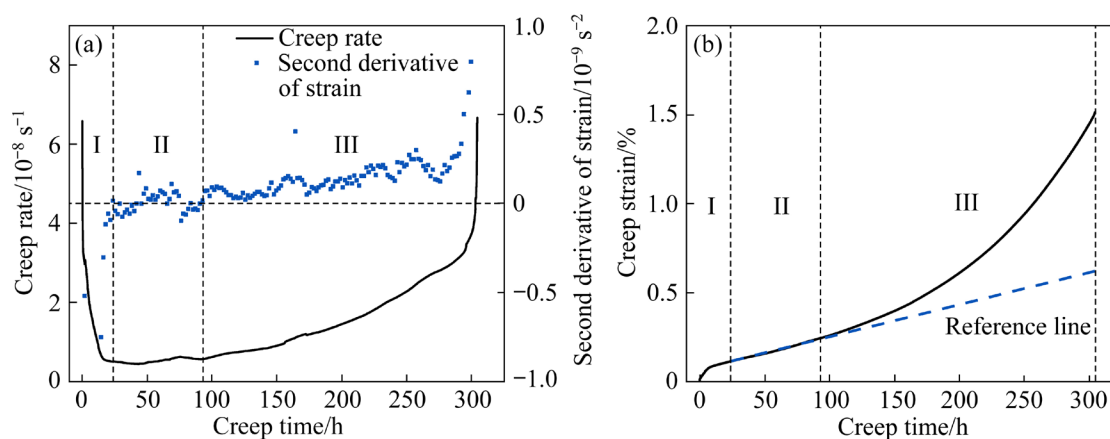 (a)
Creep rate
Second derivative
of strain
I
II
III
Creep rate/10⁻⁸ s⁻¹
8
6
4
2
0
1.0
0.5
0
−0.5
−1.0
Second derivative of strain/10⁻⁹ s⁻²
0 50 100 150 200 250 300
Creep time/h
(b)
I
II
III
Reference line
Creep strain/%
2.0
1.5
1.0
0.5
0
0 50 100 150 200 250 300
Creep time/h